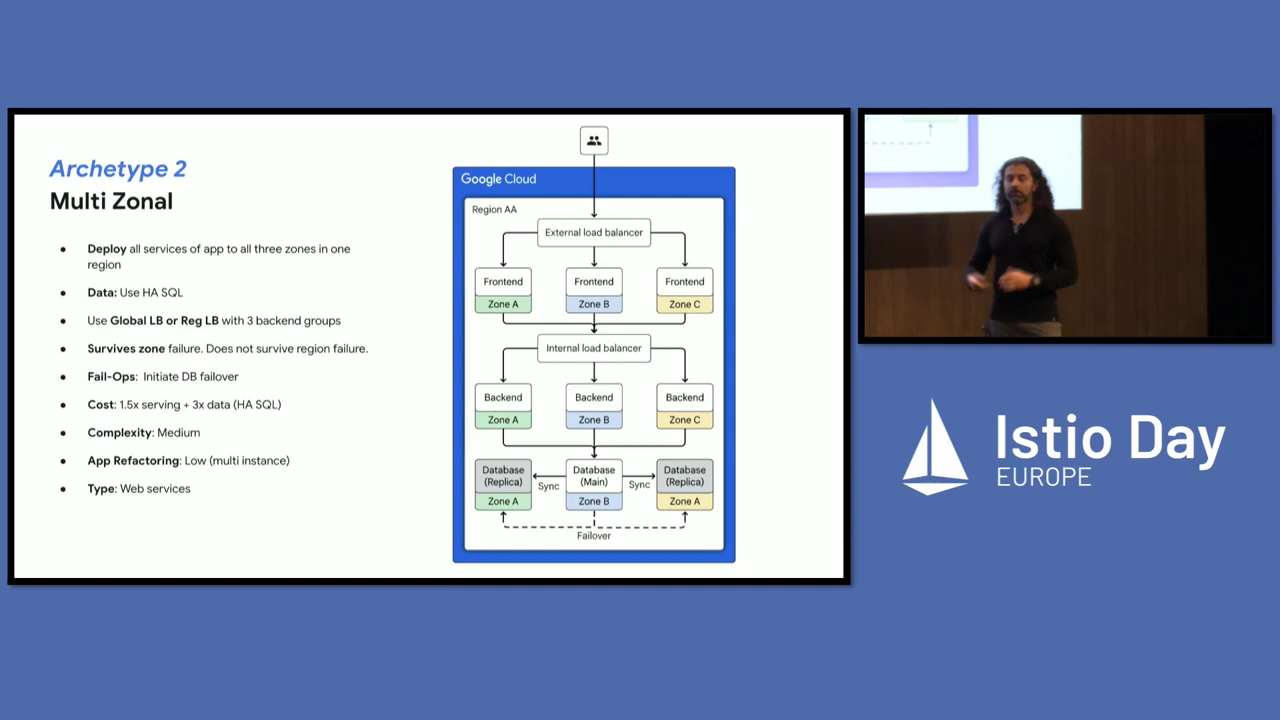 Archetype 2
Multi Zonal
● Deploy all services of app to all three zones in one
region
● Data: Use HA SQL
● Use Global LB or Reg LB with 3 backend groups
● Survives zone failure. Does not survive region failure.
● Fail-Ops: Initiate DB failover
● Cost: 1.5x serving + 3x data (HA SQL)
● Complexity: Medium
● App Refactoring: Low (multi instance)
● Type: Web services
Google Cloud
Region AA
External load balancer
Frontend Frontend Frontend
Zone A Zone B Zone C
Internal load balancer
Backend Backend Backend
Zone A Zone B Zone C
Database Database Database
(Replica) Sync (Main) Sync (Replica)
Zone A Zone B Zone A
Failover
Istio Day
EUROPE